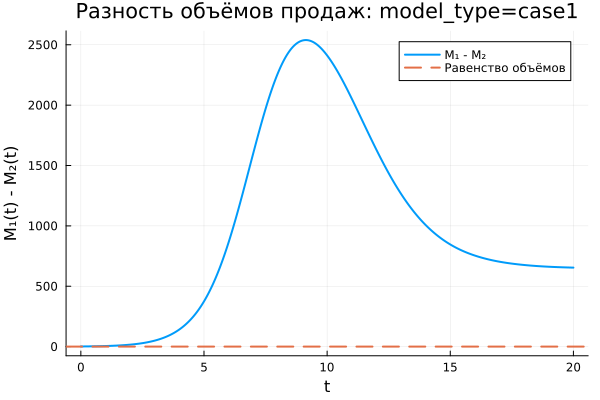 Разность объёмов продаж: model_type=case1
M₁(t) - M₂(t)
2500
2000
1500
1000
500
0
M₁ - M₂
Равенство объёмов
0 5 10 15 20
t